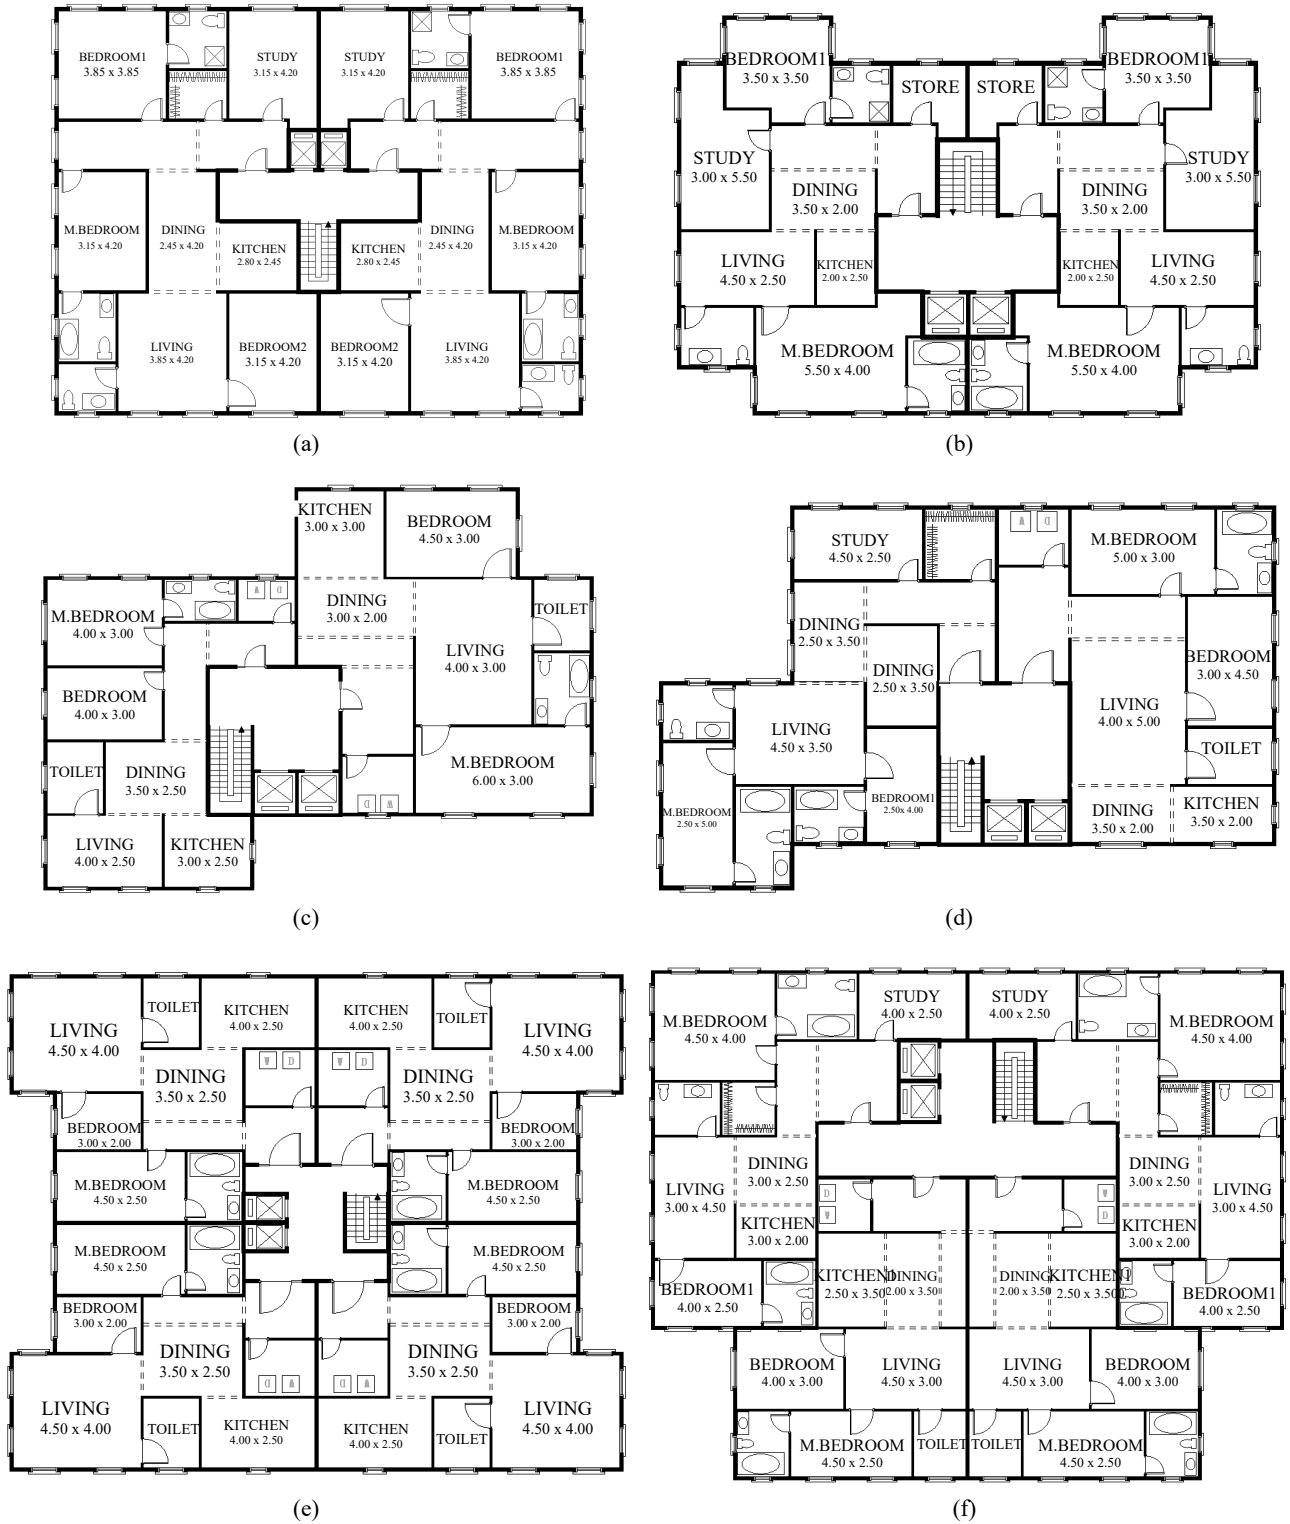 BEDROOM1
3.85 x 3.85
STUDY
3.15 x 4.20
STUDY
3.15 x 4.20
BEDROOM1
3.85 x 3.85
M.BEDROOM
3.15 x 4.20
DINING
2.45 x 4.20
KITCHEN
2.80 x 2.45
KITCHEN
2.80 x 2.45
DINING
2.45 x 4.20
M.BEDROOM
3.15 x 4.20
LIVING
3.85 x 4.20
BEDROOM2
3.15 x 4.20
BEDROOM2
3.15 x 4.20
LIVING
3.85 x 4.20
(a)
BEDROOM1
3.50 x 3.50
STORE
STORE
BEDROOM1
3.50 x 3.50
STUDY
3.00 x 5.50
DINING
3.50 x 2.00
DINING
3.50 x 2.00
STUDY
3.00 x 5.50
LIVING
4.50 x 2.50
KITCHEN
2.00 x 2.50
KITCHEN
2.00 x 2.50
LIVING
4.50 x 2.50
M.BEDROOM
5.50 x 4.00
M.BEDROOM
5.50 x 4.00
(b)
KITCHEN
3.00 x 3.00
BEDROOM
4.50 x 3.00
M.BEDROOM
4.00 x 3.00
W D
DINING
3.00 x 2.00
TOILET
LIVING
4.00 x 3.00
BEDROOM
4.00 x 3.00
TOILET
DINING
3.50 x 2.50
M.BEDROOM
6.00 x 3.00
D W
LIVING
4.00 x 2.50
KITCHEN
3.00 x 2.50
(c)
STUDY
4.50 x 2.50
W D
M.BEDROOM
5.00 x 3.00
DINING
2.50 x 3.50
DINING
2.50 x 3.50
BEDROOM
3.00 x 4.50
LIVING
4.50 x 3.50
LIVING
4.00 x 5.00
TOILET
M.BEDROOM
2.50 x 5.00
BEDROOM1
2.50x 4.00
DINING
3.50 x 2.00
KITCHEN
3.50 x 2.00
(d)
LIVING
4.50 x 4.00
TOILET
KITCHEN
4.00 x 2.50
KITCHEN
4.00 x 2.50
TOILET
LIVING
4.50 x 4.00
DINING
3.50 x 2.50
W D
W D
DINING
3.50 x 2.50
BEDROOM
3.00 x 2.00
BEDROOM
3.00 x 2.00
M.BEDROOM
4.50 x 2.50
M.BEDROOM
4.50 x 2.50
M.BEDROOM
4.50 x 2.50
M.BEDROOM
4.50 x 2.50
BEDROOM
3.00 x 2.00
BEDROOM
3.00 x 2.00
DINING
3.50 x 2.50
DINING
3.50 x 2.50
D W
D W
LIVING
4.50 x 4.00
TOILET
KITCHEN
4.00 x 2.50
KITCHEN
4.00 x 2.50
TOILET
LIVING
4.50 x 4.00
(e)
M.BEDROOM
4.50 x 4.00
STUDY
4.00 x 2.50
STUDY
4.00 x 2.50
M.BEDROOM
4.50 x 4.00
DINING
3.00 x 2.50
DINING
3.00 x 2.50
LIVING
3.00 x 4.50
D
W
W
D
LIVING
3.00 x 4.50
KITCHEN
3.00 x 2.00
KITCHEN
3.00 x 2.00
BEDROOM1
4.00 x 2.50
KITCHEN1
2.50 x 3.50
DINING
2.00 x 3.50
DINING
2.00 x 3.50
KITCHEN1
2.50 x 3.50
BEDROOM1
4.00 x 2.50
BEDROOM
4.00 x 3.00
LIVING
4.50 x 3.00
LIVING
4.50 x 3.00
BEDROOM
4.00 x 3.00
M.BEDROOM
4.50 x 2.50
TOILET
TOILET
M.BEDROOM
4.50 x 2.50
(f)